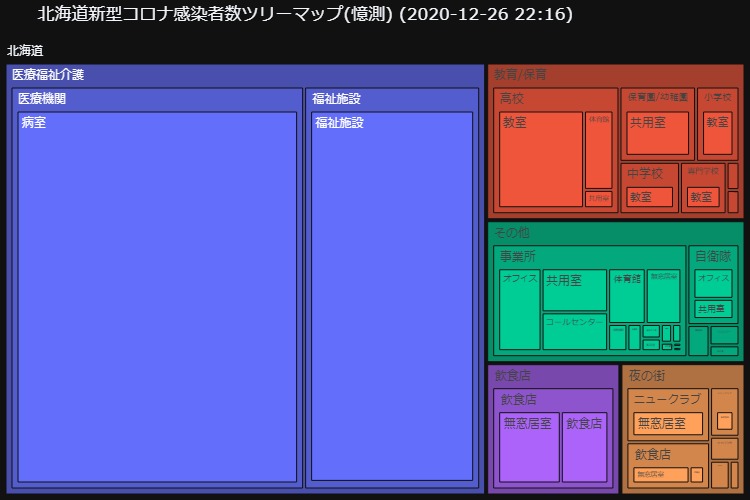 北海道新型コロナ感染者数ツリーマップ(憶測) (2020-12-26 22:16)
北海道
医療福祉介護
医療機関
病室
福祉施設
福祉施設
教育/保育
高校
教室
体育館
共用室
保育園/幼稚園
共用室
小学校
教室
中学校
教室
専門学校
教室
その他
事業所
オフィス
共用室
コールセンター
体育館
無窓居室
自衛隊
オフィス
共用室
飲食店
飲食店
無窓居室
飲食店
夜の街
ニュークラブ
無窓居室
飲食店
無窓居室